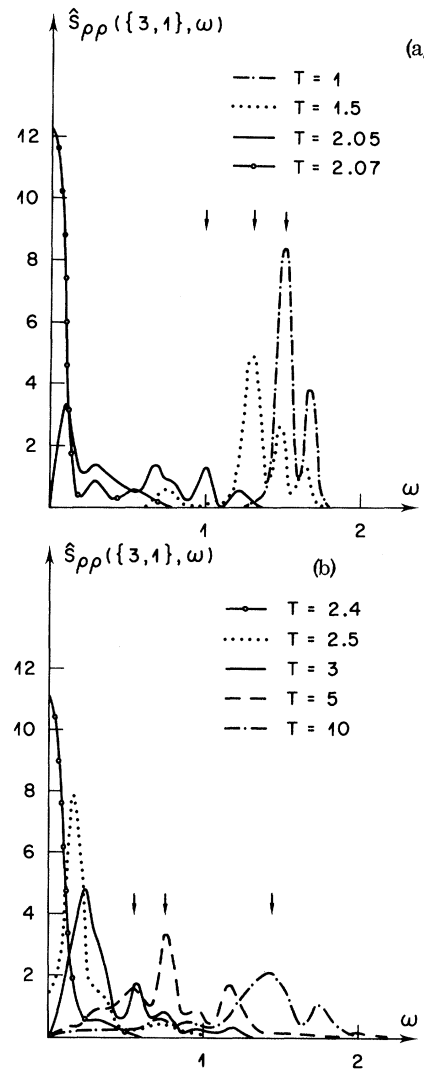 Ŝρρ({3,1},ω)
(a
T = 1
T = 1.5
T = 2.05
T = 2.07
12
10
8
6
4
2
ω
1
2
Ŝρρ({3,1},ω)
(b)
T = 2.4
T = 2.5
T = 3
T = 5
T = 10
12
10
8
6
4
2
ω
1
2